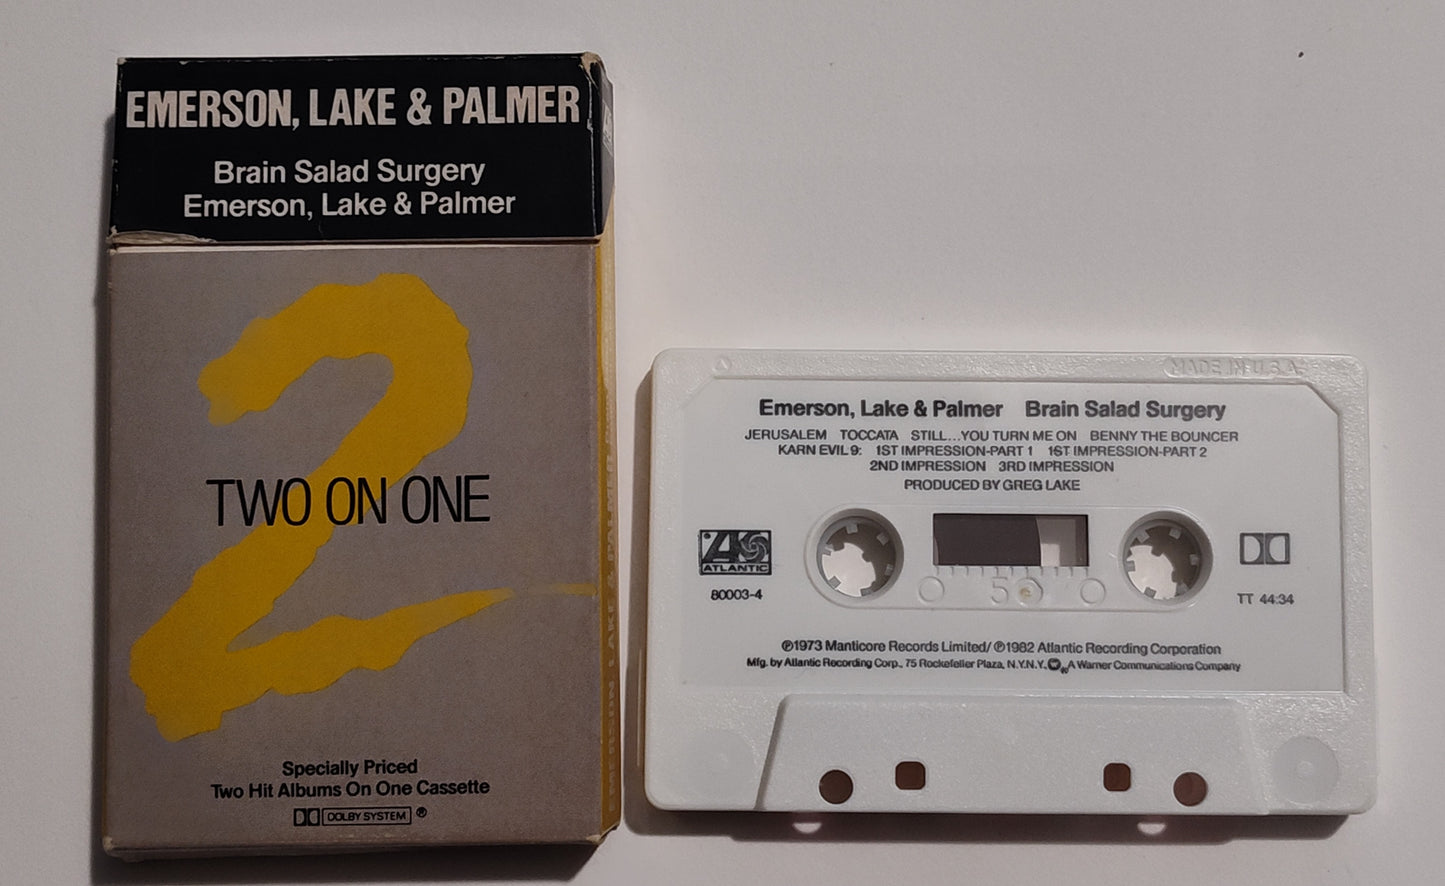 EMERSON, LAKE & PALMER
Brain Salad Surgery
Emerson, Lake & Palmer
2
TWO ON ONE
Specially Priced
Two Hit Albums On One Cassette
DOLBY SYSTEM ®
EMERSON, LAKE & PALMER
MADE IN U.S.A.
Emerson, Lake & Palmer Brain Salad Surgery
JERUSALEM TOCCATA STILL...YOU TURN ME ON BENNY THE BOUNCER
KARN EVIL 9: 1ST IMPRESSION-PART 1 1ST IMPRESSION-PART 2
2ND IMPRESSION 3RD IMPRESSION
PRODUCED BY GREG LAKE
ATLANTIC
80003-4
50
TT 44:34
℗1973 Manticore Records Limited/ ℗1982 Atlantic Recording Corporation
Mfg. by Atlantic Recording Corp., 75 Rockefeller Plaza, N.Y. N.Y. A Warner Communications Company